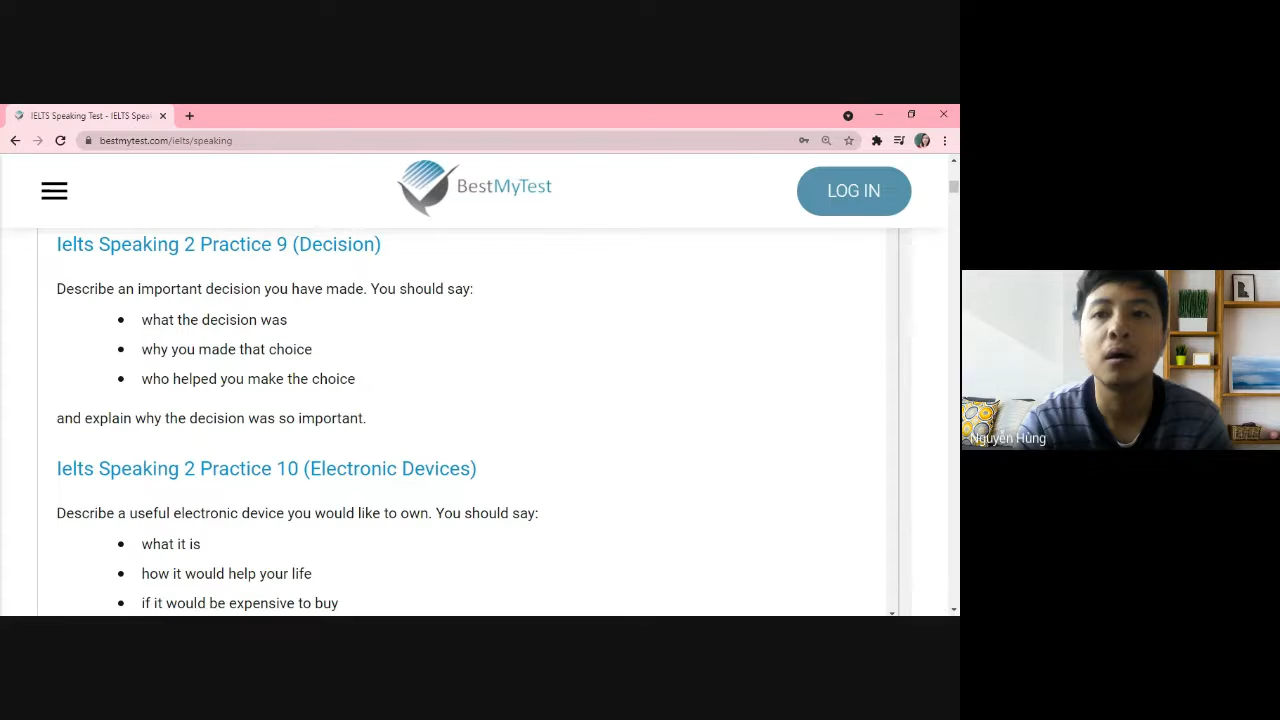 IELTS Speaking Test - IELTS Spea
bestmytest.com/ielts/speaking
BestMyTest
LOG IN
Ielts Speaking 2 Practice 9 (Decision)
Describe an important decision you have made. You should say:
what the decision was
why you made that choice
who helped you make the choice
and explain why the decision was so important.
Ielts Speaking 2 Practice 10 (Electronic Devices)
Describe a useful electronic device you would like to own. You should say:
what it is
how it would help your life
if it would be expensive to buy
Nguyễn Hùng